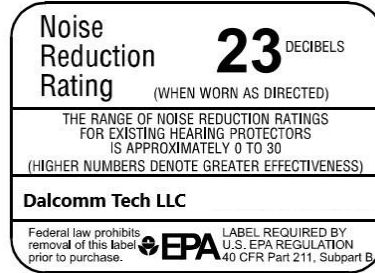 Noise
Reduction
Rating
23 DECIBELS
(WHEN WORN AS DIRECTED)
THE RANGE OF NOISE REDUCTION RATINGS
FOR EXISTING HEARING PROTECTORS
IS APPROXIMATELY 0 TO 30
(HIGHER NUMBERS DENOTE GREATER EFFECTIVENESS)
Dalcomm Tech LLC
Federal law prohibits
removal of this label
prior to purchase.
EPA
LABEL REQUIRED BY
U.S. EPA REGULATION
40 CFR Part 211, Subpart B